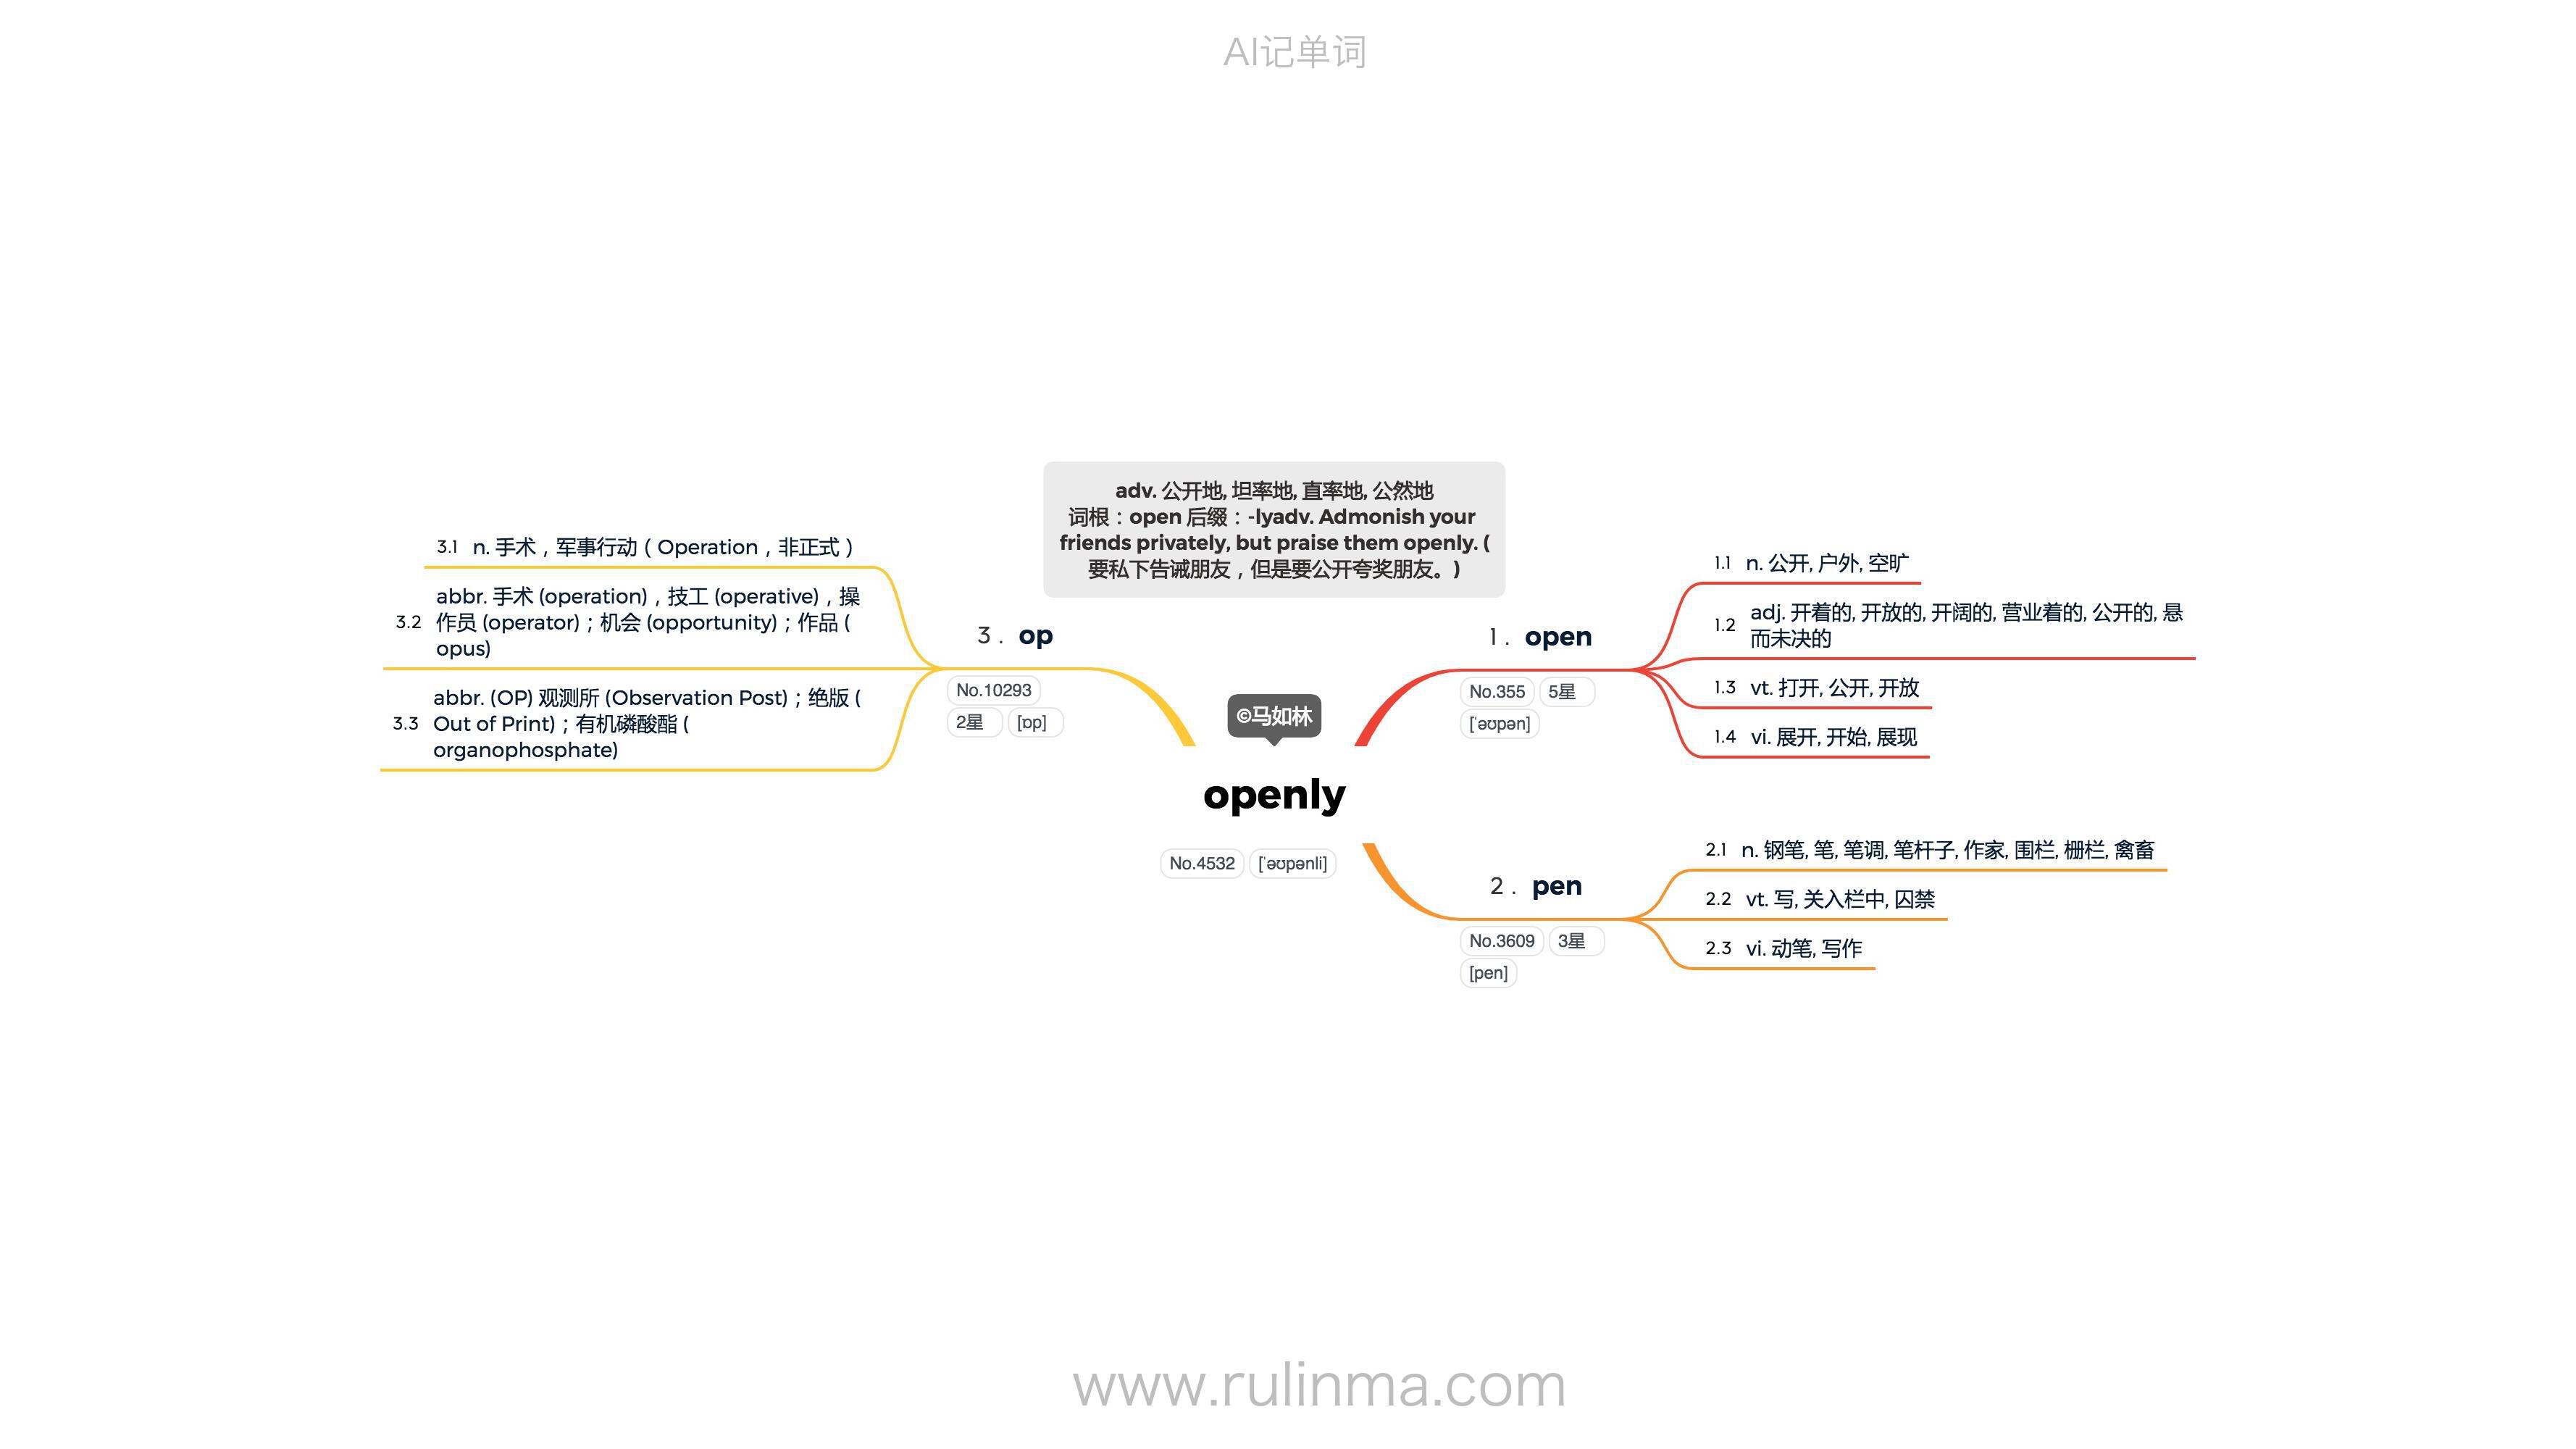 AI记单词
adv. 公开地, 坦率地, 直率地, 公然地
词根：open 后缀：-lyadv. Admonish your
friends privately, but praise them openly. (
要私下告诫朋友，但是要公开夸奖朋友。)
©马如林
openly
No.4532 [ˈəʊpənli]
1. open
No.355 5星
[ˈəʊpən]
1.1 n. 公开, 户外, 空旷
1.2 adj. 开着的, 开放的, 开阔的, 营业着的, 公开的, 悬
而未决的
1.3 vt. 打开, 公开, 开放
1.4 vi. 展开, 开始, 展现
2. pen
No.3609 3星
[pen]
2.1 n. 钢笔, 笔, 笔调, 笔杆子, 作家, 围栏, 栅栏, 禽畜
2.2 vt. 写, 关入栏中, 囚禁
2.3 vi. 动笔, 写作
3. op
No.10293
2星 [ɒp]
3.1 n. 手术，军事行动（Operation，非正式）
3.2 abbr. 手术 (operation)，技工 (operative)，操
作员 (operator)；机会 (opportunity)；作品 (
opus)
3.3 abbr. (OP) 观测所 (Observation Post)；绝版 (
Out of Print)；有机磷酸酯 (
organophosphate)
www.rulinma.com